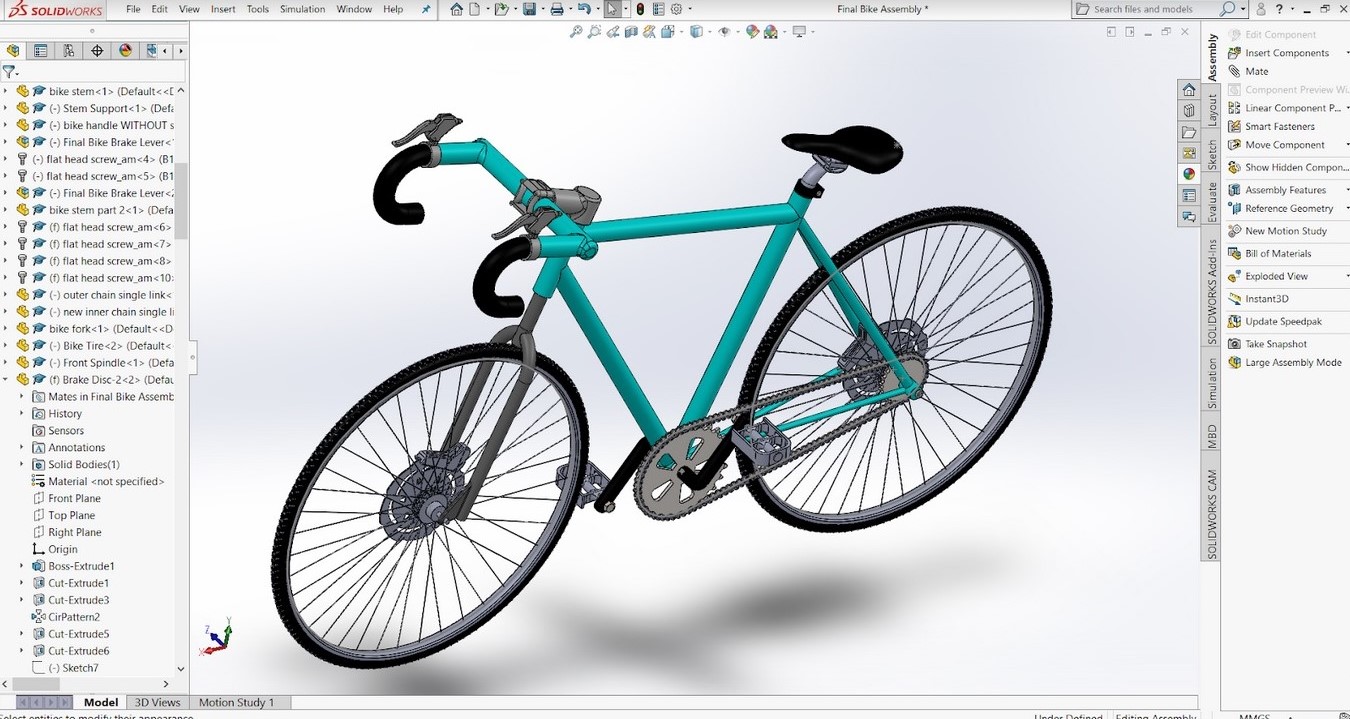 SOLIDWORKS
File Edit View Insert Tools Simulation Window Help
Final Bike Assembly *
Search files and models
bike stem<1> (Default<<D
(-) Stem Support<1> (Defa
(-) bike handle WITHOUT s
(-) Final Bike Brake Lever<
(-) flat head screw_am<4> (B1
(-) flat head screw_am<5> (B1
(-) Final Bike Brake Lever<2
bike stem part 2<1> (Defa
(f) flat head screw_am<6>
(f) flat head screw_am<7>
(f) flat head screw_am<8>
(f) flat head screw_am<10>
(-) outer chain single link<
(-) new inner chain single li
bike fork<1> (Default<<D
(-) Bike Tire<2> (Default<
(-) Front Spindle<1> (Defa
(f) Brake Disc-2<2> (Defau
Mates in Final Bike Assemb
History
Sensors
Annotations
Solid Bodies(1)
Material <not specified>
Front Plane
Top Plane
Right Plane
Origin
Boss-Extrude1
Cut-Extrude1
Cut-Extrude3
CirPattern2
Cut-Extrude5
Cut-Extrude6
(-) Sketch7
Z Y X
Assembly
Layout
Sketch
Evaluate
SOLIDWORKS Add-Ins
Simulation
MBD
SOLIDWORKS CAM
Edit Component
Insert Components
Mate
Component Preview Wi...
Linear Component P...
Smart Fasteners
Move Component
Show Hidden Compon...
Assembly Features
Reference Geometry
New Motion Study
Bill of Materials
Exploded View
Instant3D
Update Speedpak
Take Snapshot
Large Assembly Mode
Model 3D Views Motion Study 1
Select entities to modify their appearance
Under Defined Editing Assembly MMGS